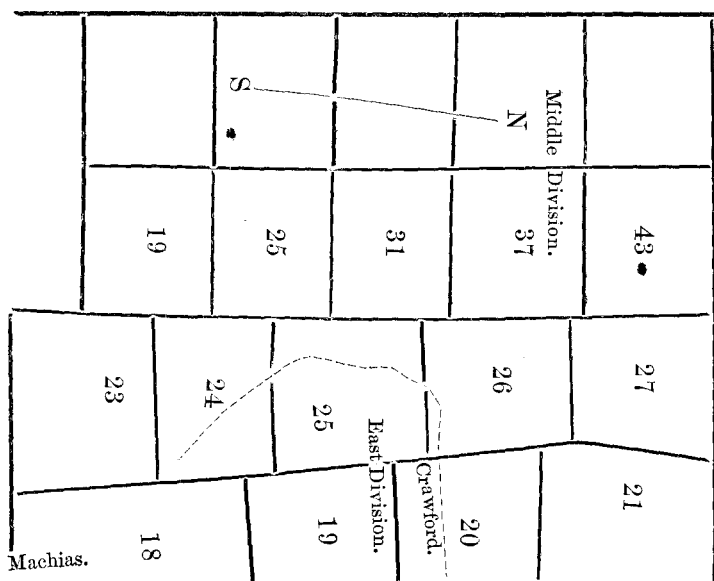 S
N
Middle Division.
19
25
31
37
43
23
24
25
26
27
East Division.
Crawford.
18
19
20
21
Machias.